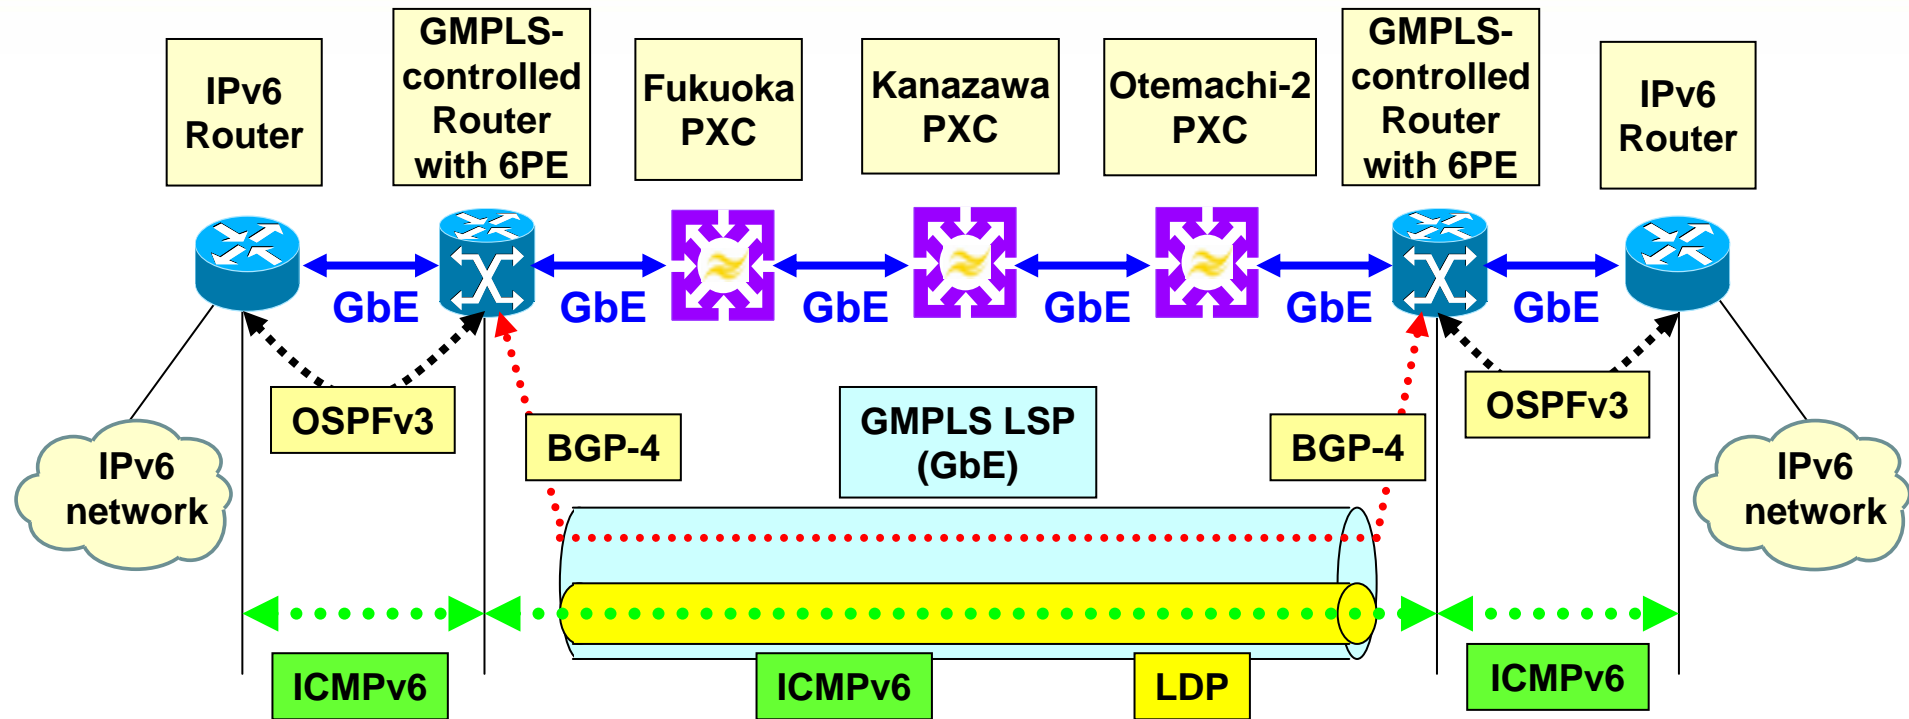 IPv6
Router
GMPLS-
controlled
Router
with 6PE
Fukuoka
PXC
Kanazawa
PXC
Otemachi-2
PXC
GMPLS-
controlled
Router
with 6PE
IPv6
Router
GbE
GbE
GbE
GbE
GbE
GbE
OSPFv3
BGP-4
GMPLS LSP
(GbE)
BGP-4
OSPFv3
IPv6
network
IPv6
network
ICMPv6
ICMPv6
LDP
ICMPv6